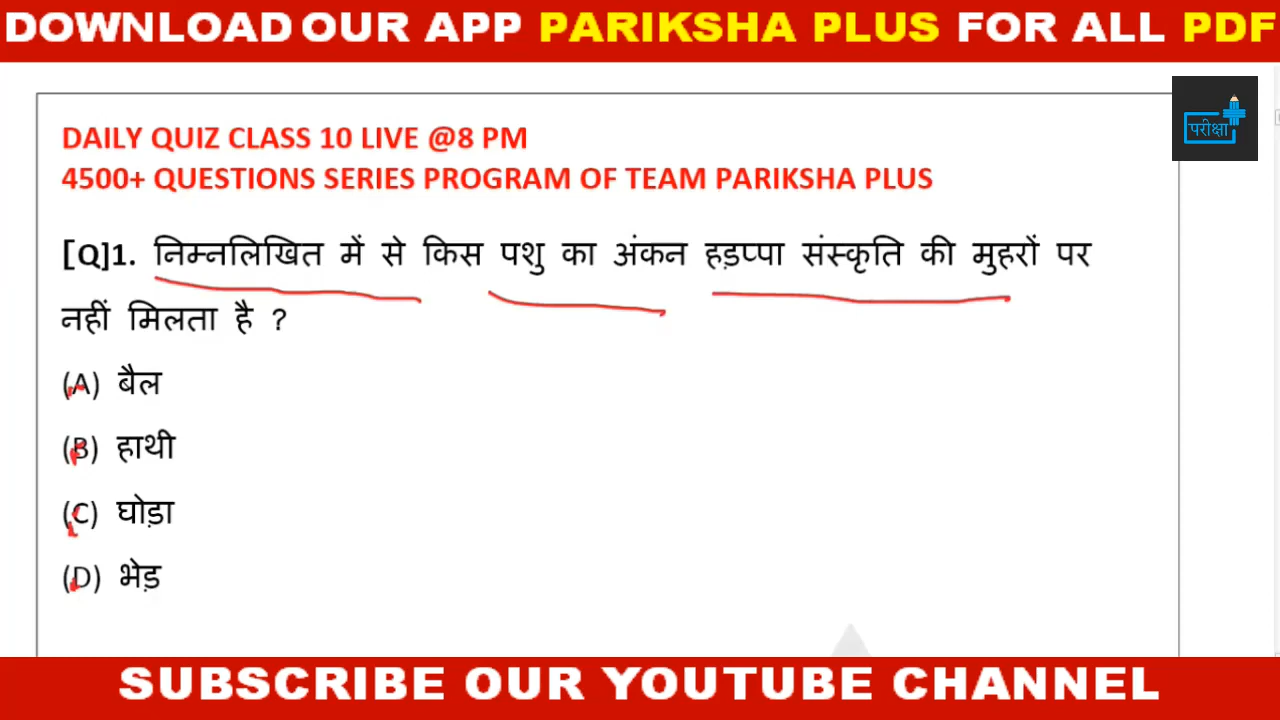 DOWNLOAD OUR APP PARIKSHA PLUS FOR ALL PDF
परीक्षा
DAILY QUIZ CLASS 10 LIVE @8 PM
4500+ QUESTIONS SERIES PROGRAM OF TEAM PARIKSHA PLUS
[Q]1. निम्नलिखित में से किस पशु का अंकन हड़प्पा संस्कृति की मुहरों पर
नहीं मिलता है ?
(A) बैल
(B) हाथी
(C) घोड़ा
(D) भेड़
SUBSCRIBE OUR YOUTUBE CHANNEL